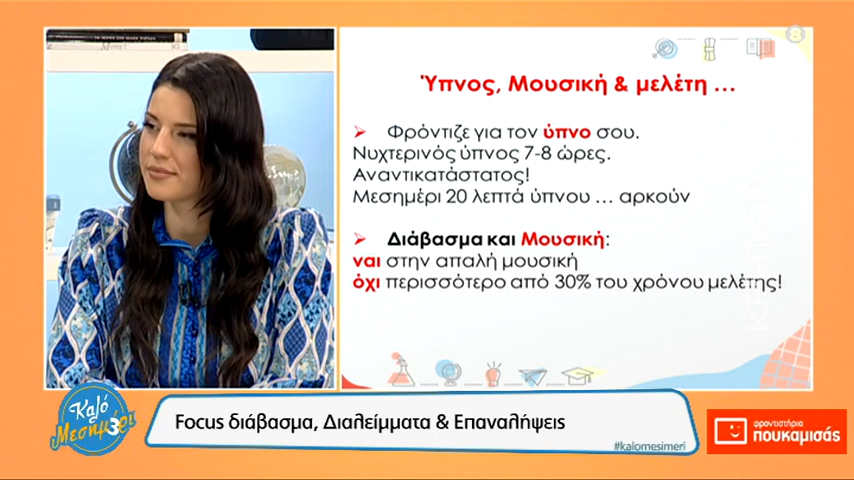 Ύπνος, Μουσική & μελέτη ...
Φρόντιζε για τον ύπνο σου.
Νυχτερινός ύπνος 7-8 ώρες.
Αναντικατάστατος!
Μεσημέρι 20 λεπτά ύπνου ... αρκούν
Διάβασμα και Μουσική:
ναι στην απαλή μουσική
όχι περισσότερο από 30% του χρόνου μελέτης!
Καλό
Μεσημ3ρι
Focus διάβασμα, Διαλείμματα & Επαναλήψεις
#kalomesimeri
φροντιστήρια
πουκαμισάς